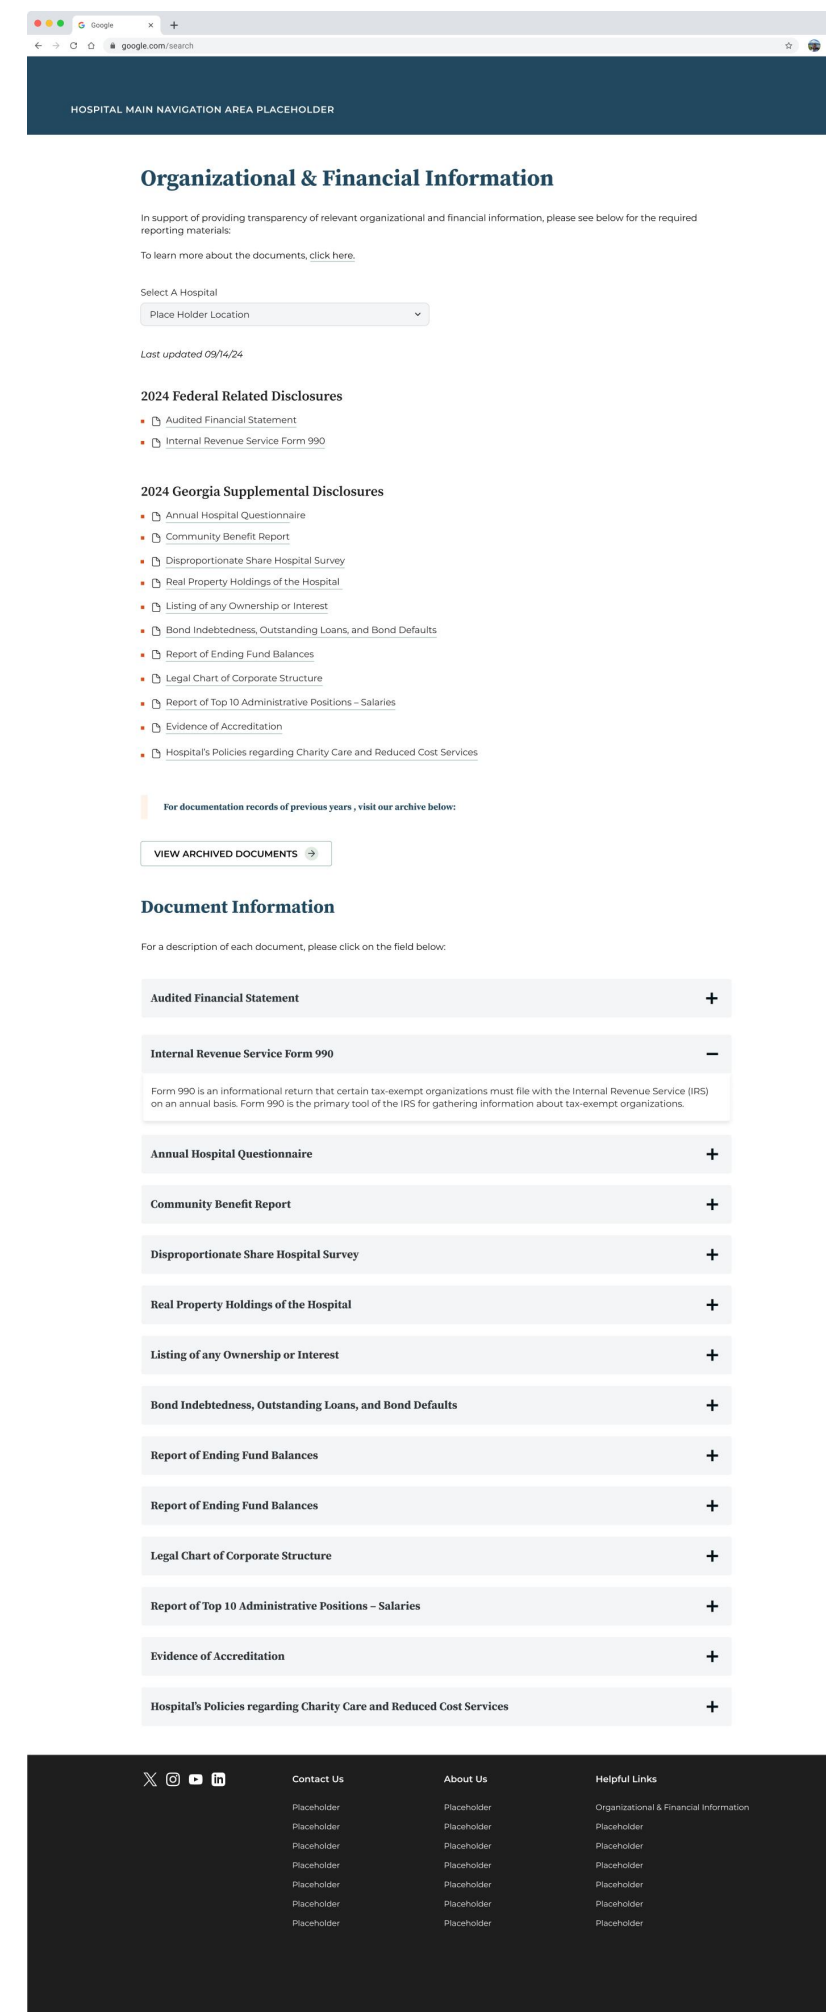 Google
google.com/search
HOSPITAL MAIN NAVIGATION AREA PLACEHOLDER
Organizational & Financial Information
In support of providing transparency of relevant organizational and financial information, please see below for the required
reporting materials:
To learn more about the documents, click here.
Select A Hospital
Place Holder Location
Last updated 09/14/24
2024 Federal Related Disclosures
Audited Financial Statement
Internal Revenue Service Form 990
2024 Georgia Supplemental Disclosures
Annual Hospital Questionnaire
Community Benefit Report
Disproportionate Share Hospital Survey
Real Property Holdings of the Hospital
Listing of any Ownership or Interest
Bond Indebtedness, Outstanding Loans, and Bond Defaults
Report of Ending Fund Balances
Legal Chart of Corporate Structure
Report of Top 10 Administrative Positions – Salaries
Evidence of Accreditation
Hospital's Policies regarding Charity Care and Reduced Cost Services
For documentation records of previous years , visit our archive below:
VIEW ARCHIVED DOCUMENTS
Document Information
For a description of each document, please click on the field below:
Audited Financial Statement
Internal Revenue Service Form 990
Form 990 is an informational return that certain tax-exempt organizations must file with the Internal Revenue Service (IRS)
on an annual basis. Form 990 is the primary tool of the IRS for gathering information about tax-exempt organizations.
Annual Hospital Questionnaire
Community Benefit Report
Disproportionate Share Hospital Survey
Real Property Holdings of the Hospital
Listing of any Ownership or Interest
Bond Indebtedness, Outstanding Loans, and Bond Defaults
Report of Ending Fund Balances
Report of Ending Fund Balances
Legal Chart of Corporate Structure
Report of Top 10 Administrative Positions – Salaries
Evidence of Accreditation
Hospital's Policies regarding Charity Care and Reduced Cost Services
Contact Us
Placeholder
Placeholder
Placeholder
Placeholder
Placeholder
Placeholder
Placeholder
About Us
Placeholder
Placeholder
Placeholder
Placeholder
Placeholder
Placeholder
Placeholder
Helpful Links
Organizational & Financial Information
Placeholder
Placeholder
Placeholder
Placeholder
Placeholder
Placeholder